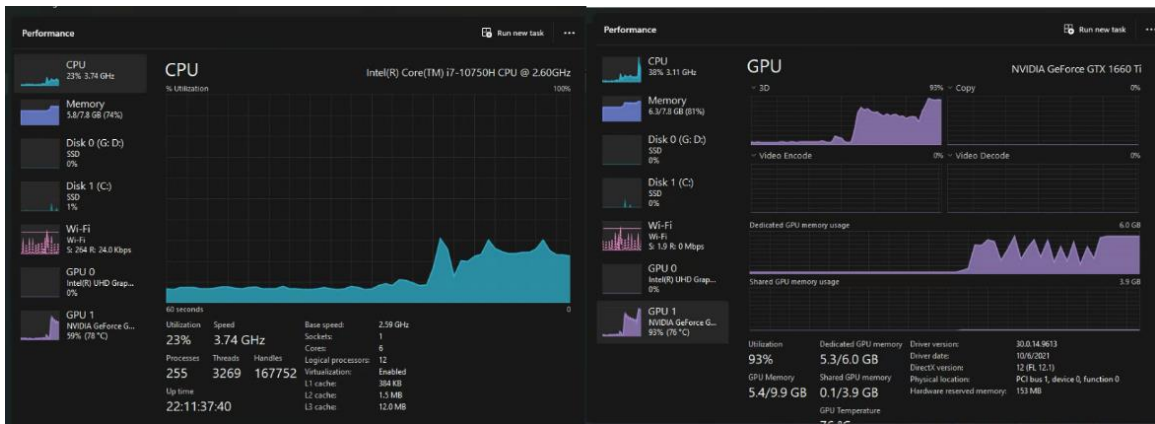 Performance
Run new task
CPU
23% 3.74 GHz
Memory
5.8/7.8 GB (74%)
Disk 0 (G: D:)
SSD
0%
Disk 1 (C:)
SSD
1%
Wi-Fi
Wi-Fi
S: 264 R: 24.0 Kbps
GPU 0
Intel(R) UHD Grap...
0%
GPU 1
NVIDIA GeForce G...
59% (78 °C)
CPU
Intel(R) Core(TM) i7-10750H CPU @ 2.60GHz
% Utilization
100%
60 seconds
0
Utilization
23%
Speed
3.74 GHz
Processes
255
Threads
3269
Handles
167752
Up time
22:11:37:40
Base speed: 2.59 GHz
Sockets: 1
Cores: 6
Logical processors: 12
Virtualization: Enabled
L1 cache: 384 KB
L2 cache: 1.5 MB
L3 cache: 12.0 MB
Performance
Run new task
CPU
38% 3.11 GHz
Memory
6.3/7.8 GB (81%)
Disk 0 (G: D:)
SSD
0%
Disk 1 (C:)
SSD
0%
Wi-Fi
Wi-Fi
S: 1.9 R: 0 Mbps
GPU 0
Intel(R) UHD Grap...
0%
GPU 1
NVIDIA GeForce G...
93% (76 °C)
GPU
NVIDIA GeForce GTX 1660 Ti
3D
93%
Copy
0%
Video Encode
0%
Video Decode
0%
Dedicated GPU memory usage
6.0 GB
Shared GPU memory usage
3.9 GB
Utilization
93%
Dedicated GPU memory
5.3/6.0 GB
GPU Memory
5.4/9.9 GB
Shared GPU memory
0.1/3.9 GB
GPU Temperature
76 °C
Driver version: 30.0.14.9613
Driver date: 10/6/2021
DirectX version: 12 (FL 12.1)
Physical location: PCI bus 1, device 0, function 0
Hardware reserved memory: 153 MB